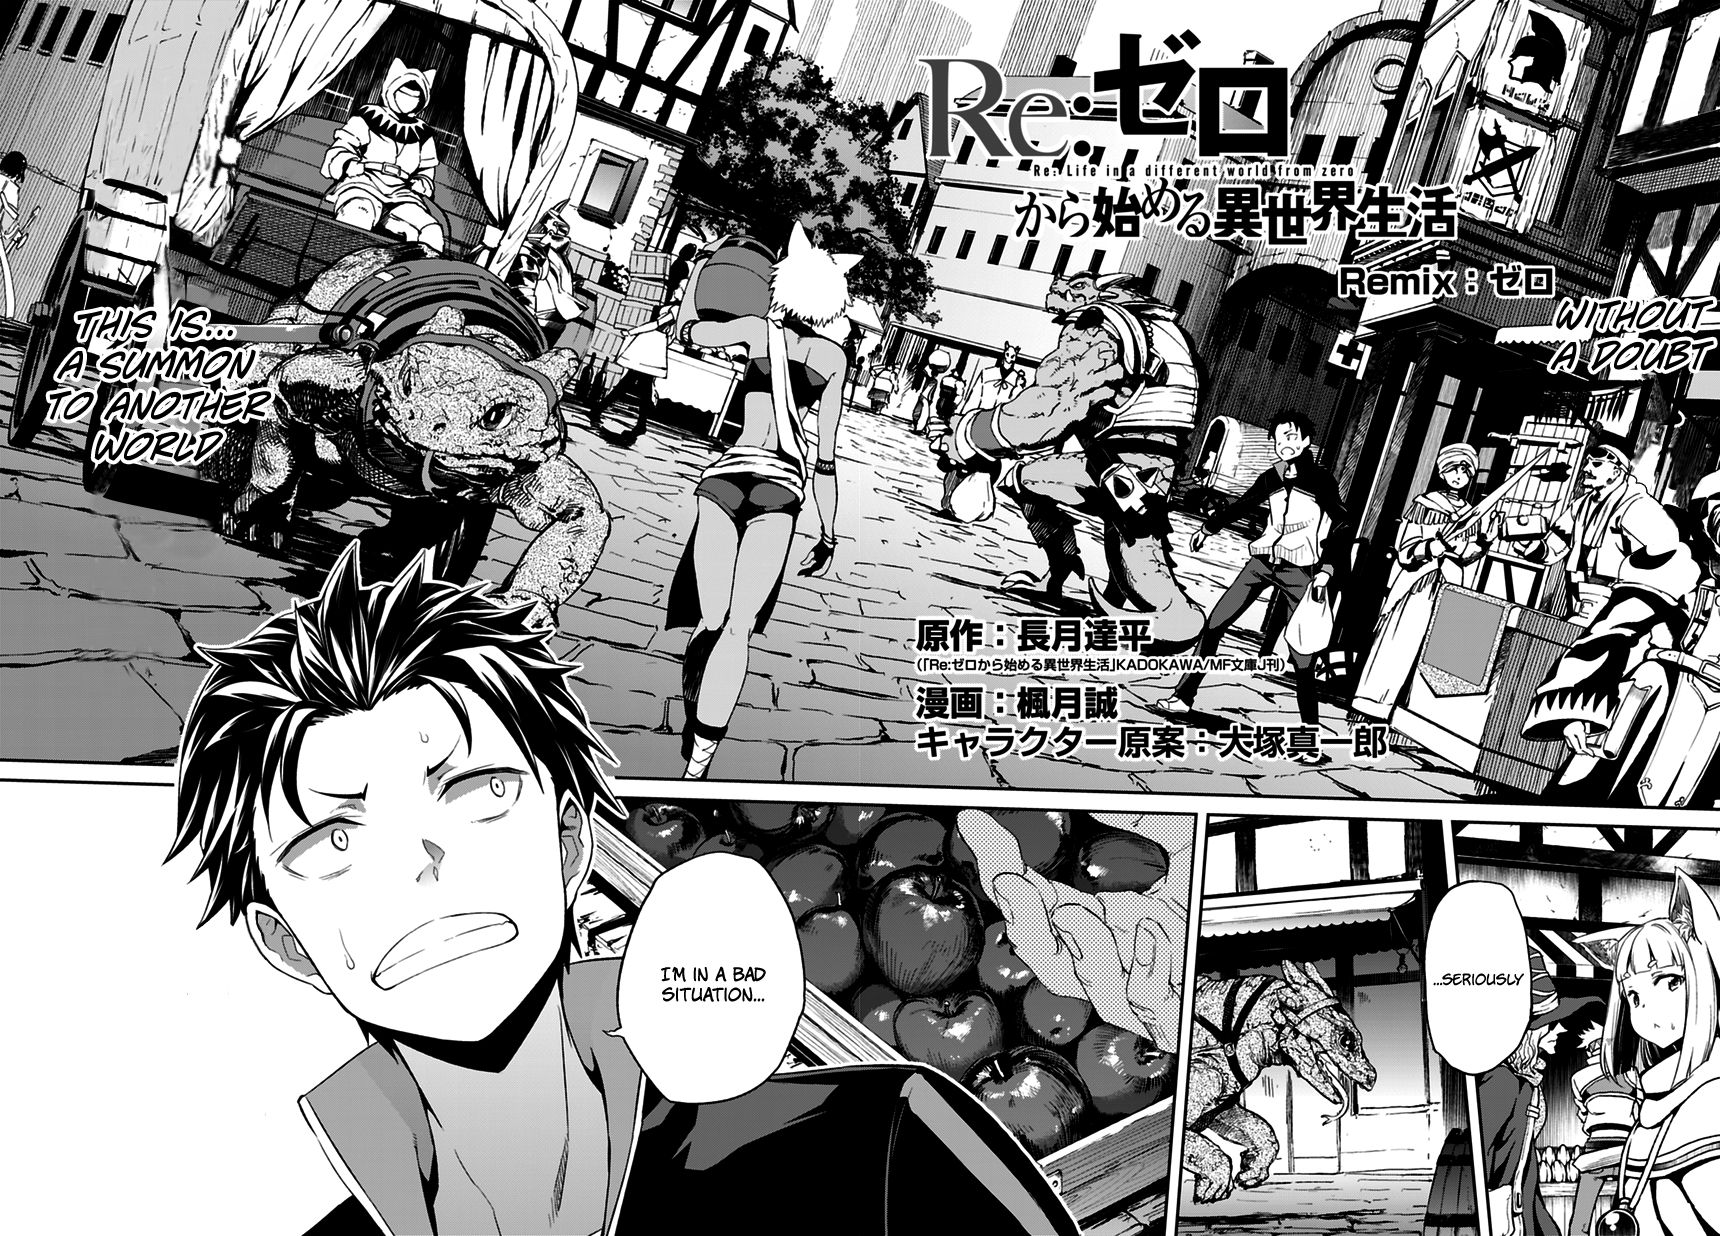 Re:ゼロ
Re: Life in a different world from zero
から始める異世界生活
Remix：ゼロ
WITHOUT
A DOUBT
THIS IS...
A SUMMON
TO ANOTHER
WORLD
原作：長月達平
（「Re:ゼロから始める異世界生活」KADOKAWA/MF文庫J刊）
漫画：楓月誠
キャラクター原案：大塚真一郎
...SERIOUSLY
I'M IN A BAD
SITUATION...